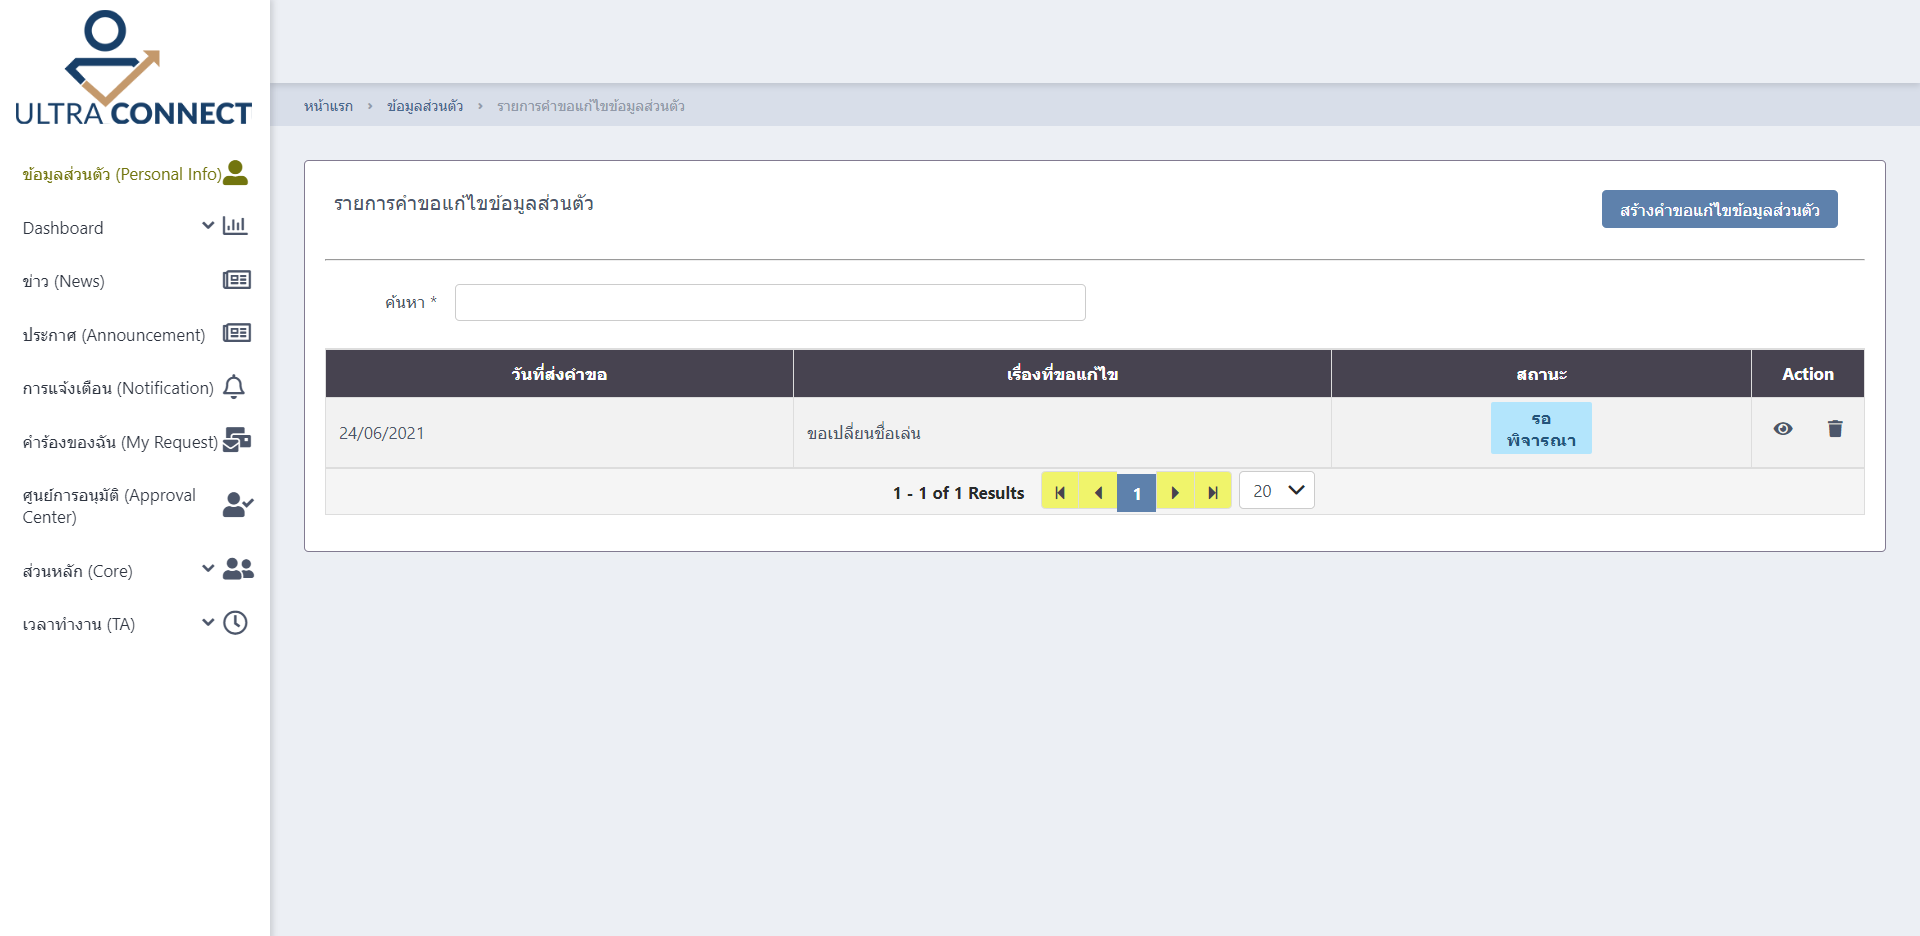 ULTRA CONNECT
ข้อมูลส่วนตัว (Personal Info)
Dashboard
ข่าว (News)
ประกาศ (Announcement)
การแจ้งเตือน (Notification)
คำร้องของฉัน (My Request)
ศูนย์การอนุมัติ (Approval
Center)
ส่วนหลัก (Core)
เวลาทำงาน (TA)
หน้าแรก › ข้อมูลส่วนตัว › รายการคำขอแก้ไขข้อมูลส่วนตัว
รายการคำขอแก้ไขข้อมูลส่วนตัว
สร้างคำขอแก้ไขข้อมูลส่วนตัว
ค้นหา *
วันที่ส่งคำขอ เรื่องที่ขอแก้ไข สถานะ Action
24/06/2021 ขอเปลี่ยนชื่อเล่น รอ
พิจารณา
1 - 1 of 1 Results 1 20